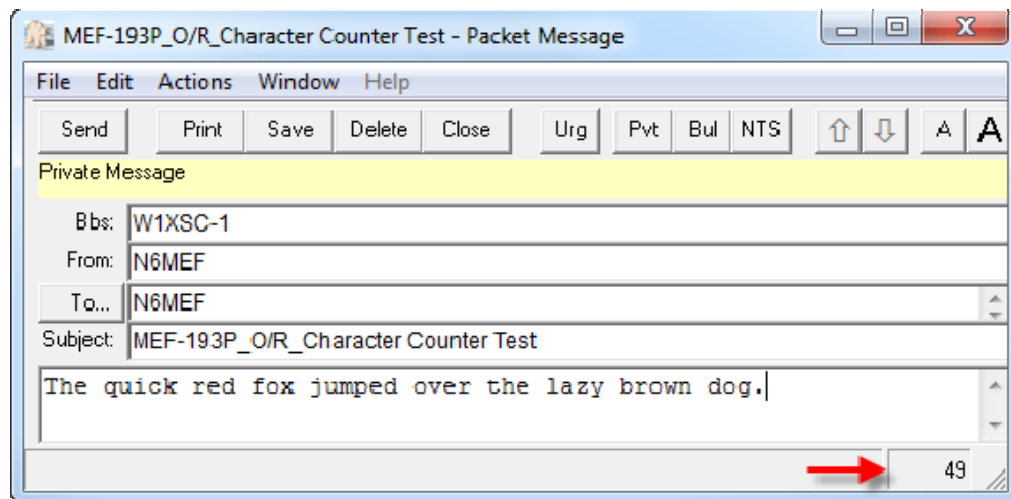 MEF-193P_O/R_Character Counter Test - Packet Message
File Edit Actions Window Help
Send Print Save Delete Close Urg Pvt Bul NTS A A
Private Message
Bbs: W1XSC-1
From: N6MEF
To... N6MEF
Subject: MEF-193P_O/R_Character Counter Test
The quick red fox jumped over the lazy brown dog.
49